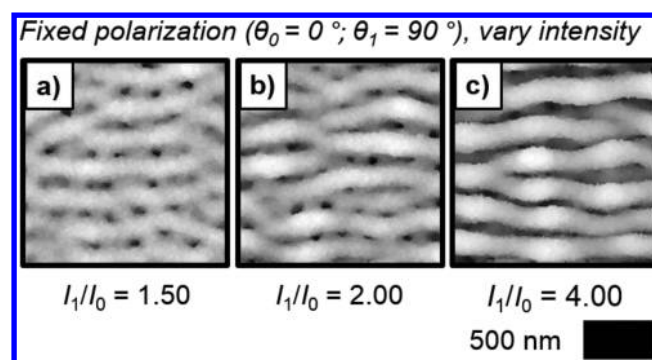 Fixed polarization (θ0 = 0 °; θ1 = 90 °), vary intensity
a) b) c)
I1/I0 = 1.50 I1/I0 = 2.00 I1/I0 = 4.00
500 nm